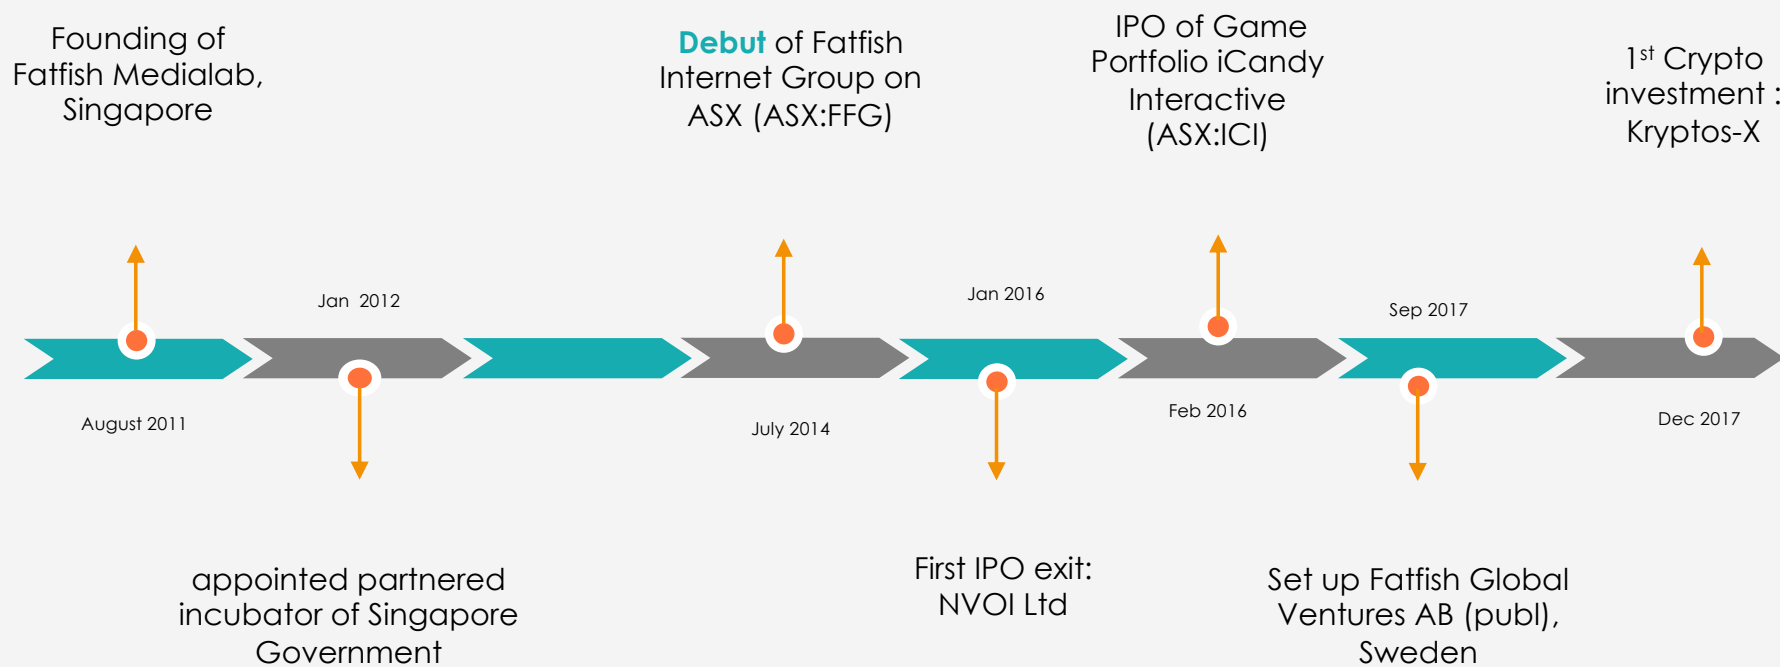 Founding of
Fatfish Medialab,
Singapore
August 2011
Jan 2012
appointed partnered
incubator of Singapore
Government
Debut of Fatfish
Internet Group on
ASX (ASX:FFG)
July 2014
Jan 2016
First IPO exit:
NVOI Ltd
IPO of Game
Portfolio iCandy
Interactive
(ASX:ICI)
Feb 2016
Sep 2017
Set up Fatfish Global
Ventures AB (publ),
Sweden
1st Crypto
investment :
Kryptos-X
Dec 2017